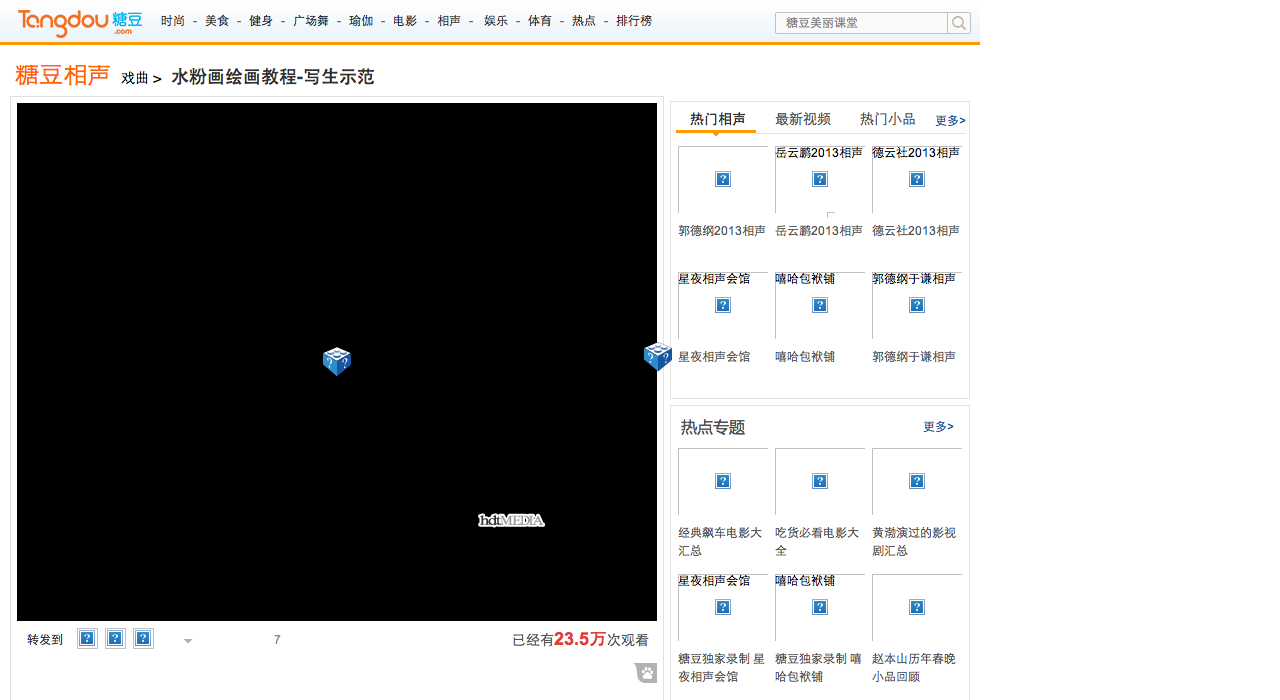 Tangdou糖豆.com
时尚 - 美食 - 健身 - 广场舞 - 瑜伽 - 电影 - 相声 - 娱乐 - 体育 - 热点 - 排行榜
糖豆美丽课堂
糖豆相声 戏曲 > 水粉画绘画教程-写生示范
hdtMEDIA
转发到
7
已经有23.5万次观看
热门相声 最新视频 热门小品 更多>
岳云鹏2013相声 德云社2013相声
郭德纲2013相声 岳云鹏2013相声 德云社2013相声
星夜相声会馆 嘻哈包袱铺 郭德纲于谦相声
星夜相声会馆 嘻哈包袱铺 郭德纲于谦相声
热点专题 更多>
经典飙车电影大
汇总
吃货必看电影大
全
黄渤演过的影视
剧汇总
星夜相声会馆 嘻哈包袱铺
糖豆独家录制 星
夜相声会馆
糖豆独家录制 嘻
哈包袱铺
赵本山历年春晚
小品回顾